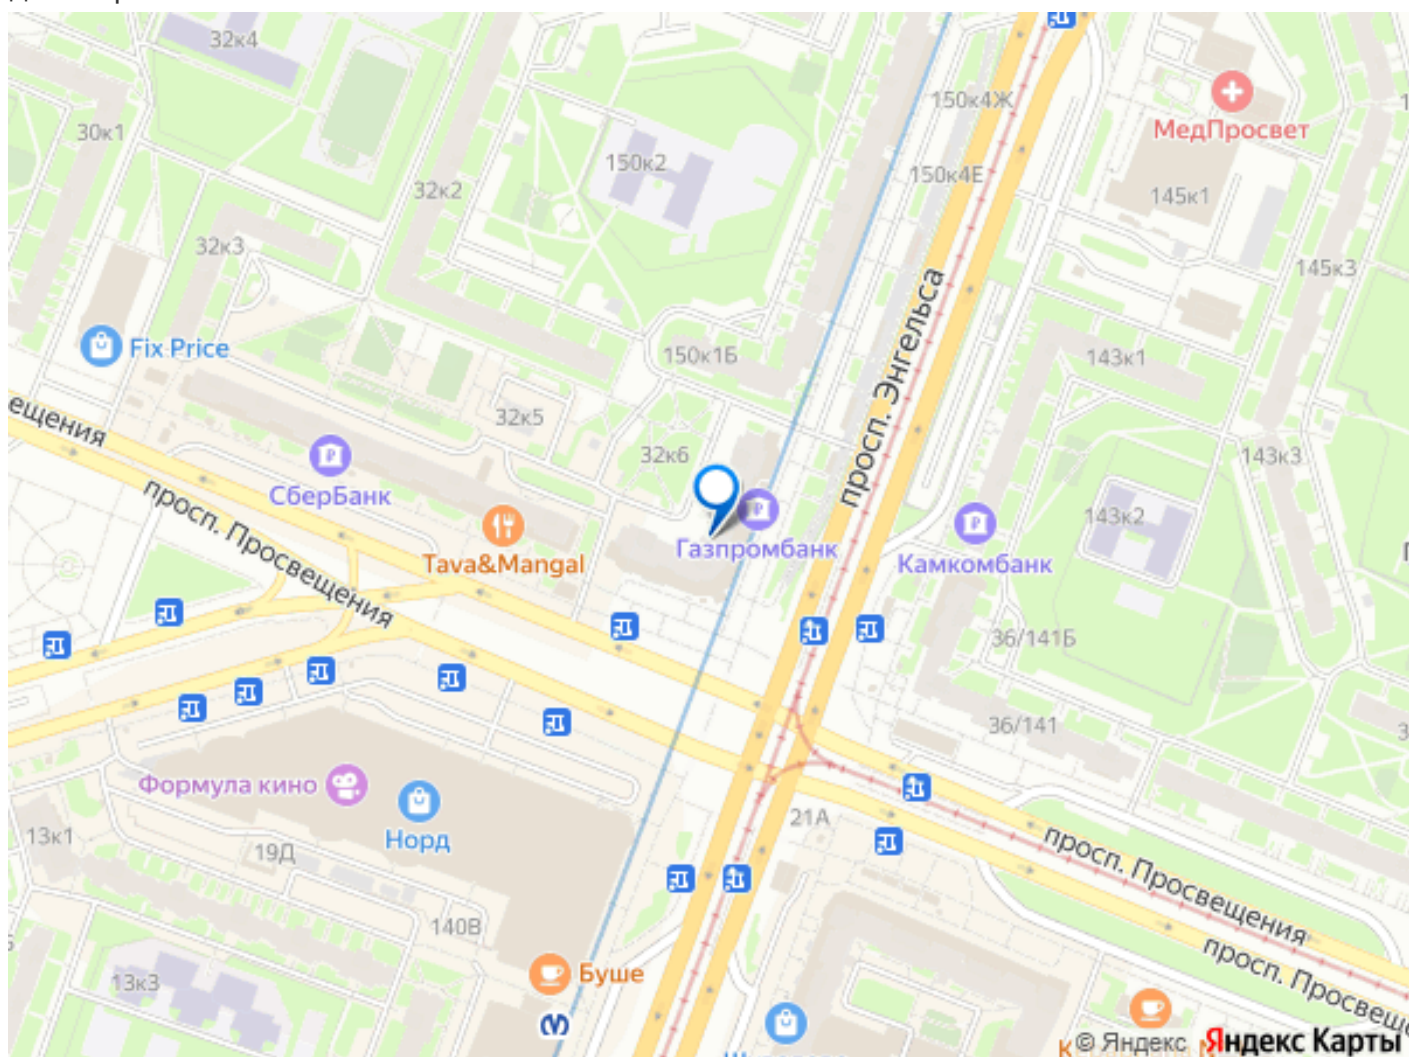 32к4
150к4Ж
МедПросвет
30к1
150к2
150к4Е
32к2
145к1
32к3
145к3
просп. Энгельса
Fix Price
150к1Б
143к1
32к5
ещения
32к6
143к3
СберБанк
просп. Просвещения
143к2
Газпромбанк
Tava&Mangal
Камкомбанк
36/141Б
36/141
Формула кино
Норд
21А
13к1
19Д
просп. Просвещения
140В
просп. Просвещ
Буше
13к3
© Яндекс Яндекс Карты